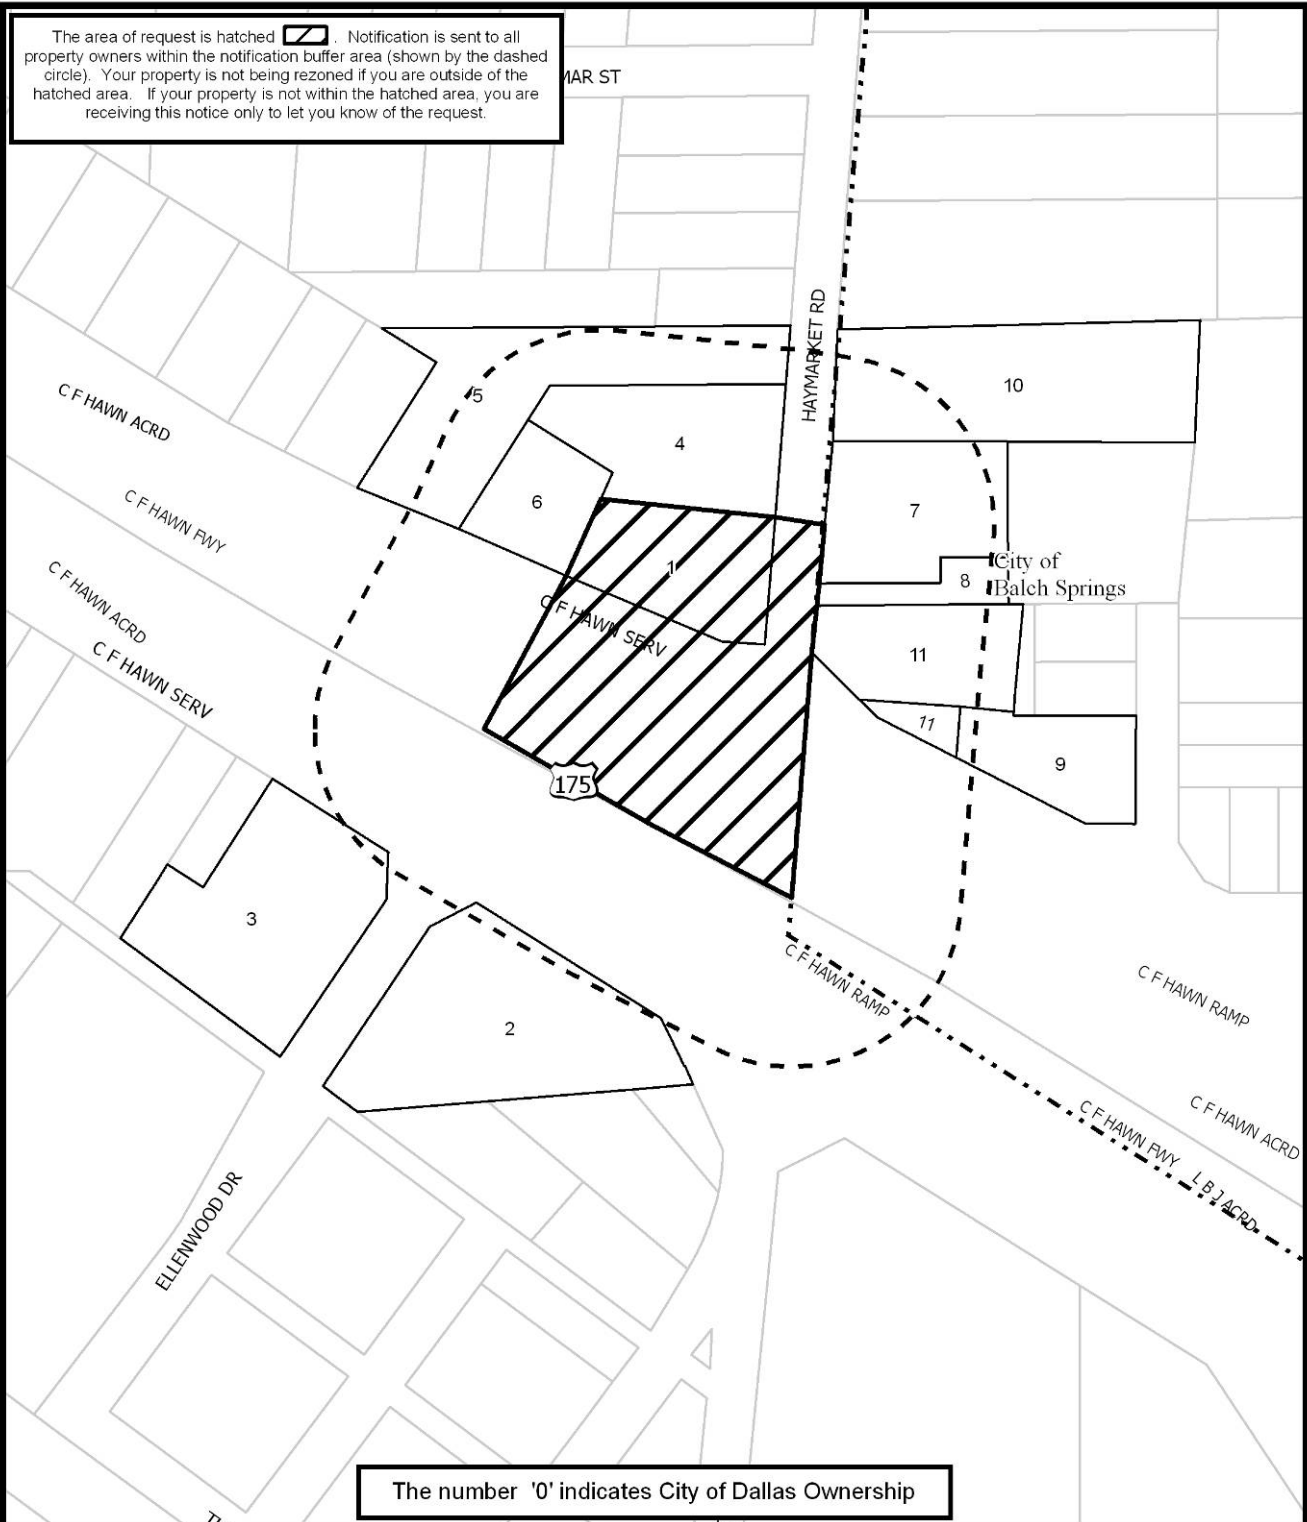 The area of request is hatched . Notification is sent to all
property owners within the notification buffer area (shown by the dashed
circle). Your property is not being rezoned if you are outside of the
hatched area. If your property is not within the hatched area, you are
receiving this notice only to let you know of the request.
MAR ST
HAYMARKET RD
10
5
C F HAWN ACRD
4
6
7
C F HAWN FWY
City of
Balch Springs
1
8
C F HAWN ACRD
C F HAWN SERV
C F HAWN SERV
11
11
9
175
3
C F HAWN RAMP
C F HAWN RAMP
2
C F HAWN FWY
C F HAWN ACRD
L B J ACRD
ELLENWOOD DR
The number '0' indicates City of Dallas Ownership